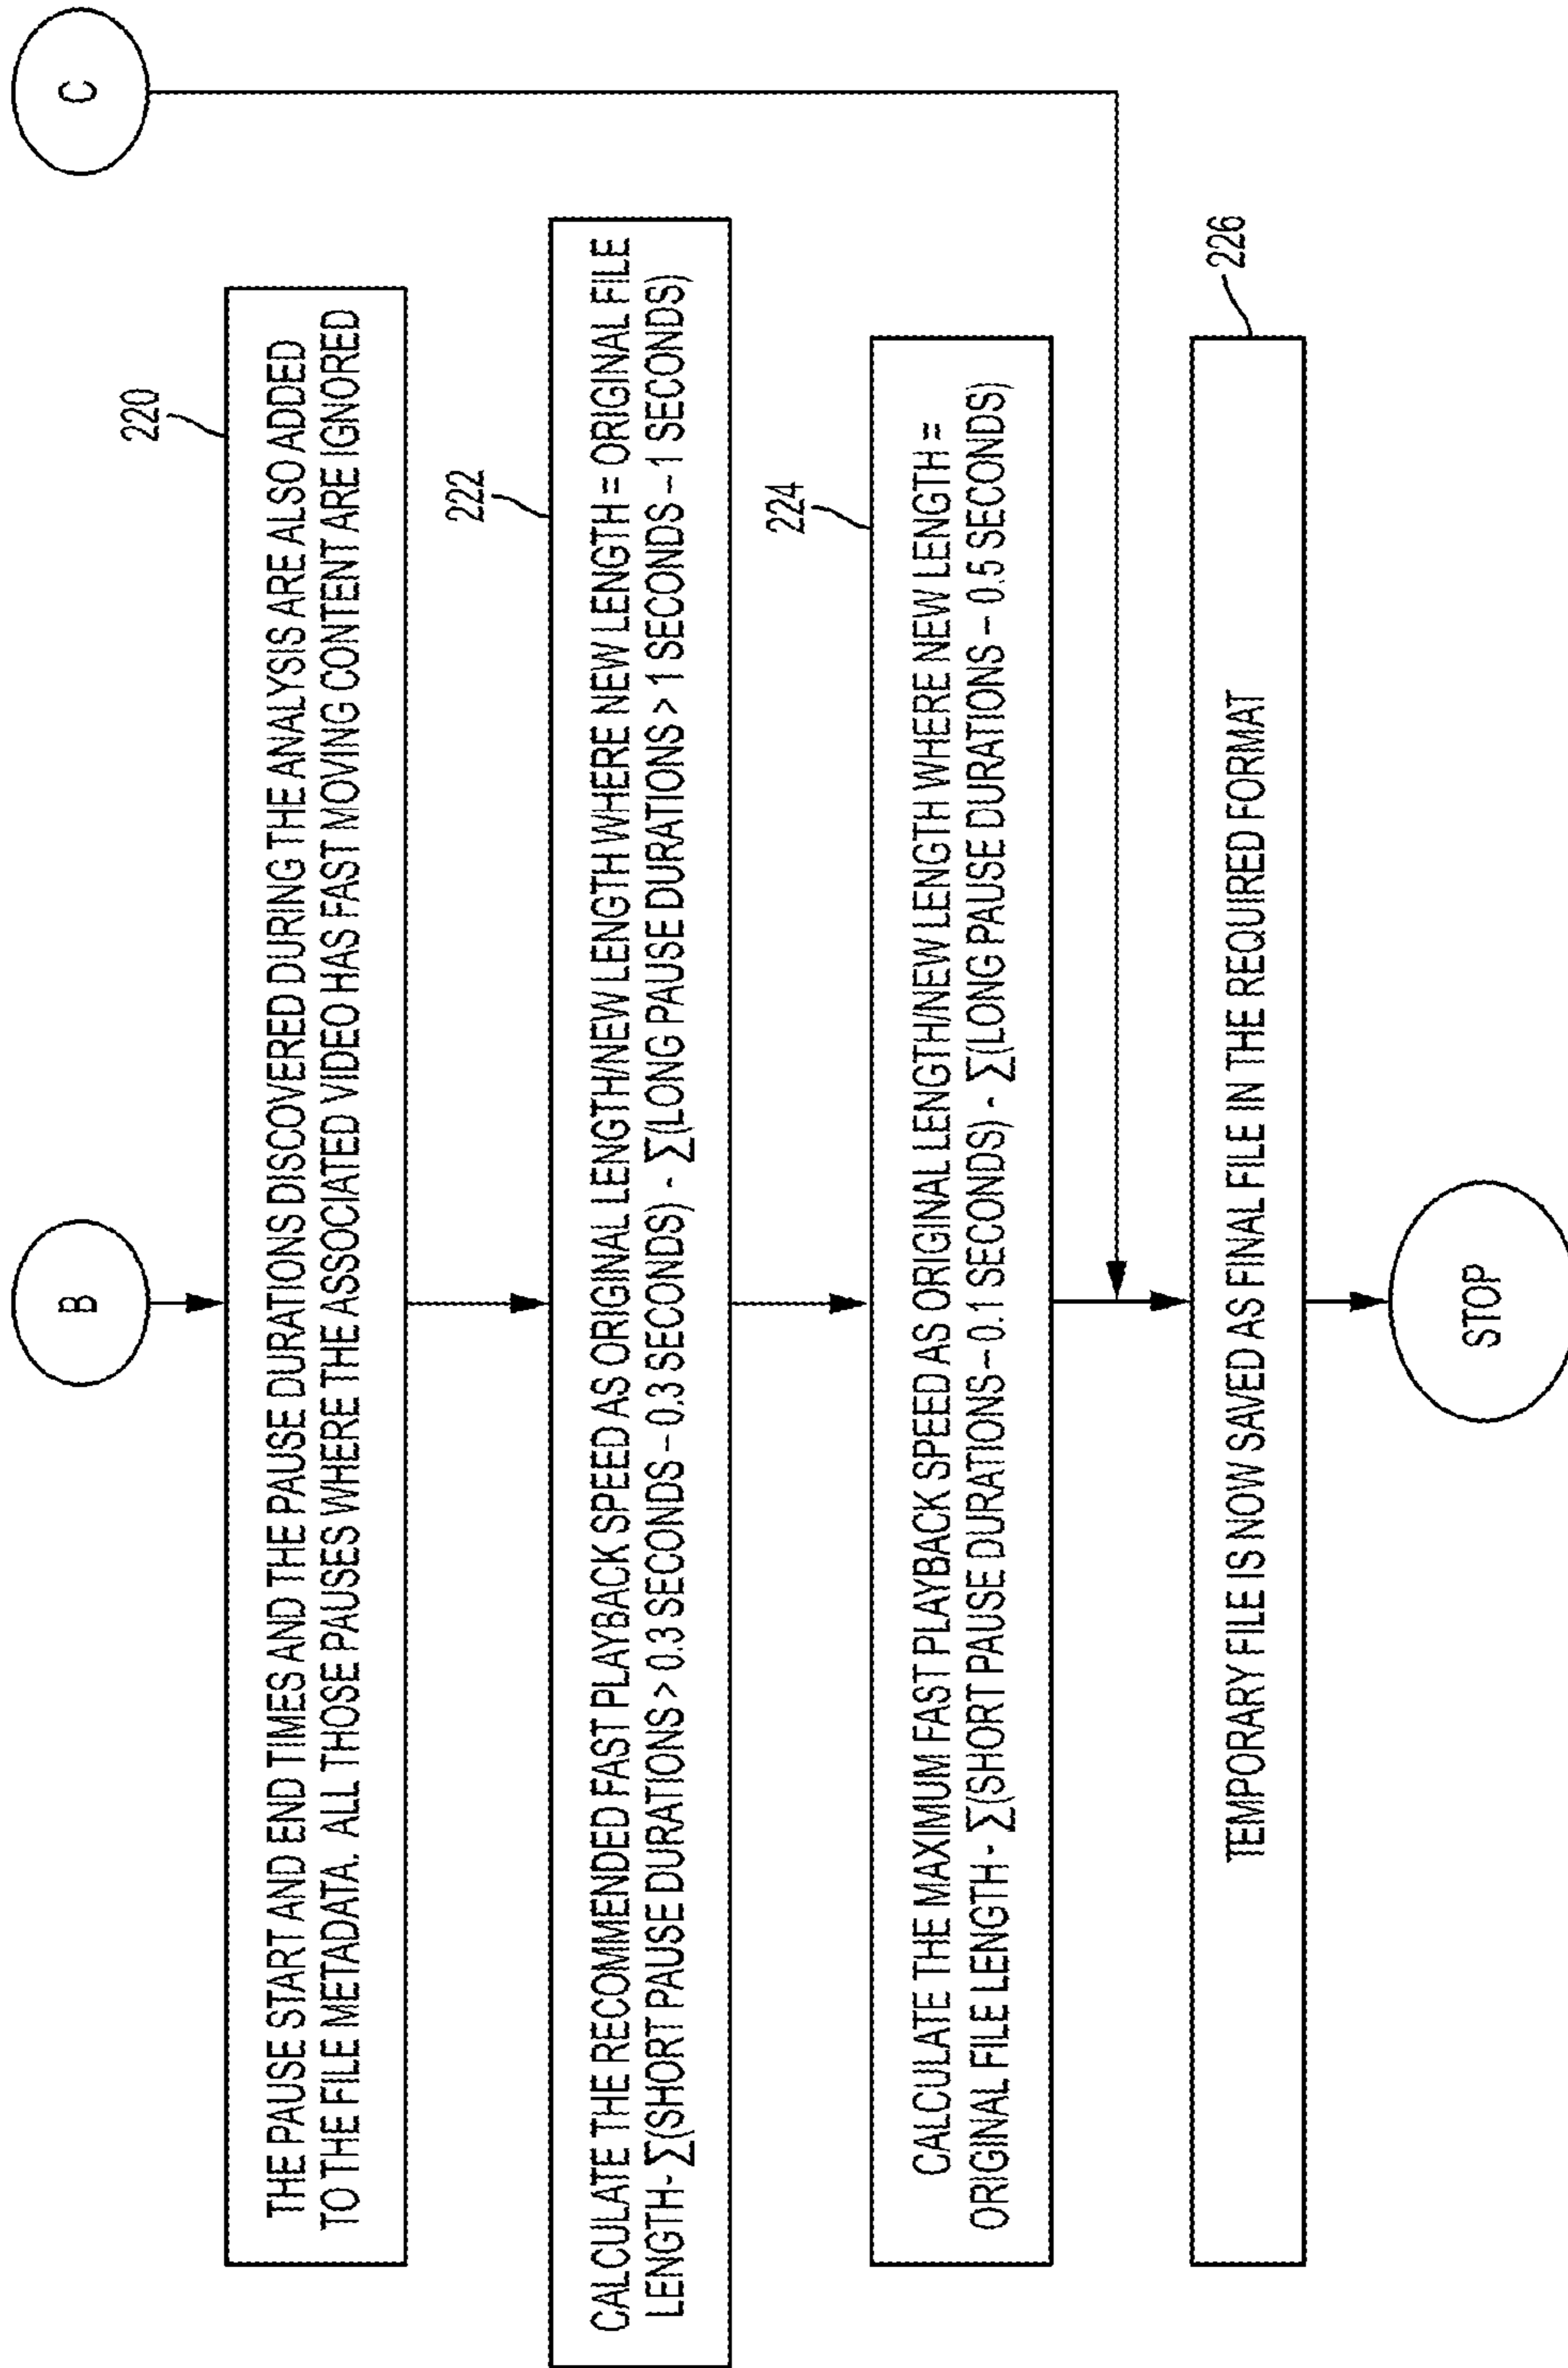 B
C
220
THE PAUSE START AND END TIMES AND THE PAUSE DURATIONS DISCOVERED DURING THE ANALYSIS ARE ALSO ADDED
TO THE FILE METADATA. ALL THOSE PAUSES WHERE THE ASSOCIATED VIDEO HAS FAST MOVING CONTENT ARE IGNORED
222
CALCULATE THE RECOMMENDED FAST PLAYBACK SPEED AS ORIGINAL LENGTH/NEW LENGTH WHERE NEW LENGTH = ORIGINAL FILE
LENGTH - ∑(SHORT PAUSE DURATIONS > 0.3 SECONDS – 0.3 SECONDS) - ∑(LONG PAUSE DURATIONS > 1 SECONDS – 1 SECONDS)
224
CALCULATE THE MAXIMUM FAST PLAYBACK SPEED AS ORIGINAL LENGTH/NEW LENGTH WHERE NEW LENGTH =
ORIGINAL FILE LENGTH - ∑(SHORT PAUSE DURATIONS – 0.1 SECONDS) - ∑(LONG PAUSE DURATIONS – 0.5 SECONDS)
226
TEMPORARY FILE IS NOW SAVED AS FINAL FILE IN THE REQUIRED FORMAT
STOP